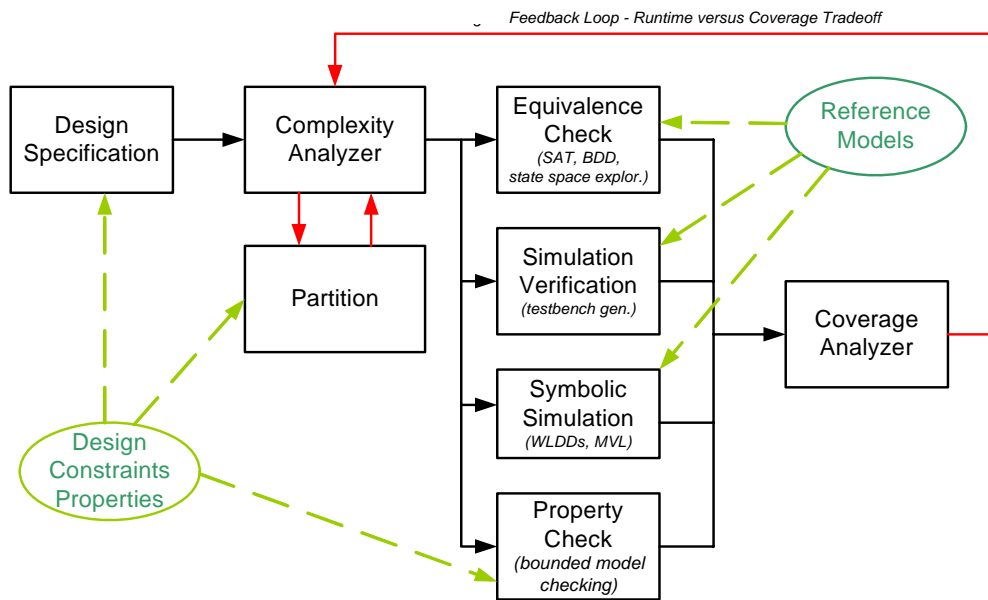 Feedback Loop - Runtime versus Coverage Tradeoff
Design
Specification
Complexity
Analyzer
Equivalence
Check
(SAT, BDD,
state space explor.)
Reference
Models
Partition
Simulation
Verification
(testbench gen.)
Coverage
Analyzer
Symbolic
Simulation
(WLDDs, MVL)
Design
Constraints
Properties
Property
Check
(bounded model
checking)